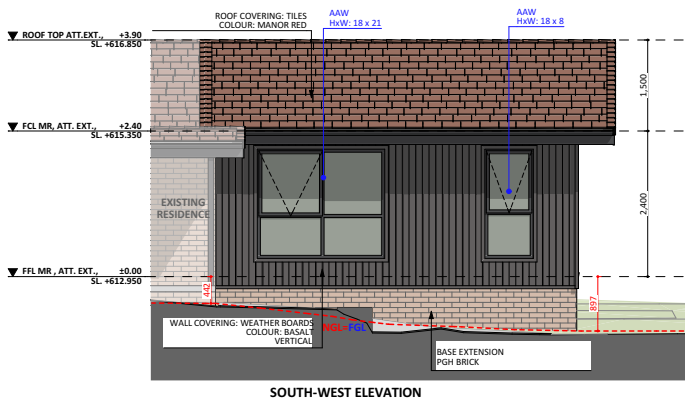 ROOF COVERING: TILES
COLOUR: MANOR RED
AAW
HxW: 18 x 21
AAW
HxW: 18 x 8
ROOF TOP ATT.EXT., +3.90
SL. +616.850
1,500
FCL MR, ATT. EXT., +2.40
SL. +615.350
2,400
EXISTING
RESIDENCE
FFL MR , ATT. EXT., ±0.00
SL. +612.950
442
897
WALL COVERING: WEATHER BOARDS
COLOUR: BASALT
VERTICAL
NGL=FGL
BASE EXTENSION
PGH BRICK
SOUTH-WEST ELEVATION